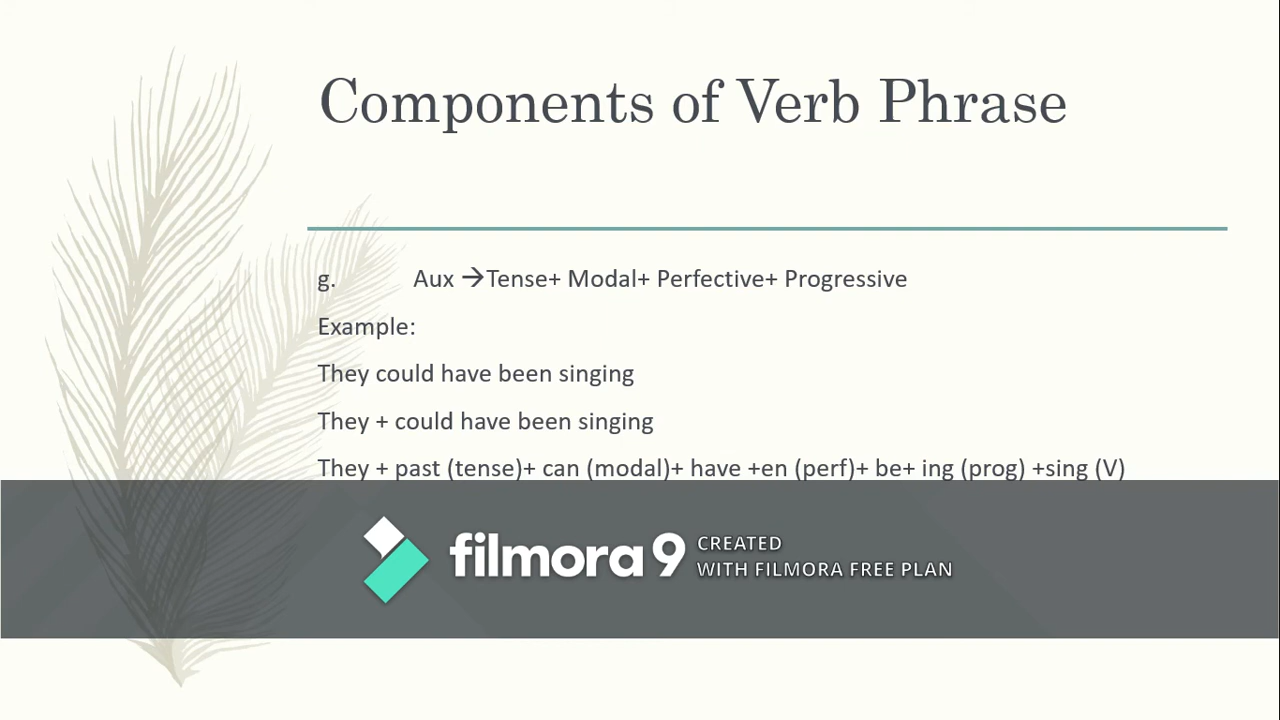 Components of Verb Phrase
g. Aux →Tense+ Modal+ Perfective+ Progressive
Example:
They could have been singing
They + could have been singing
They + past (tense)+ can (modal)+ have +en (perf)+ be+ ing (prog) +sing (V)
filmora 9 CREATED
WITH FILMORA FREE PLAN